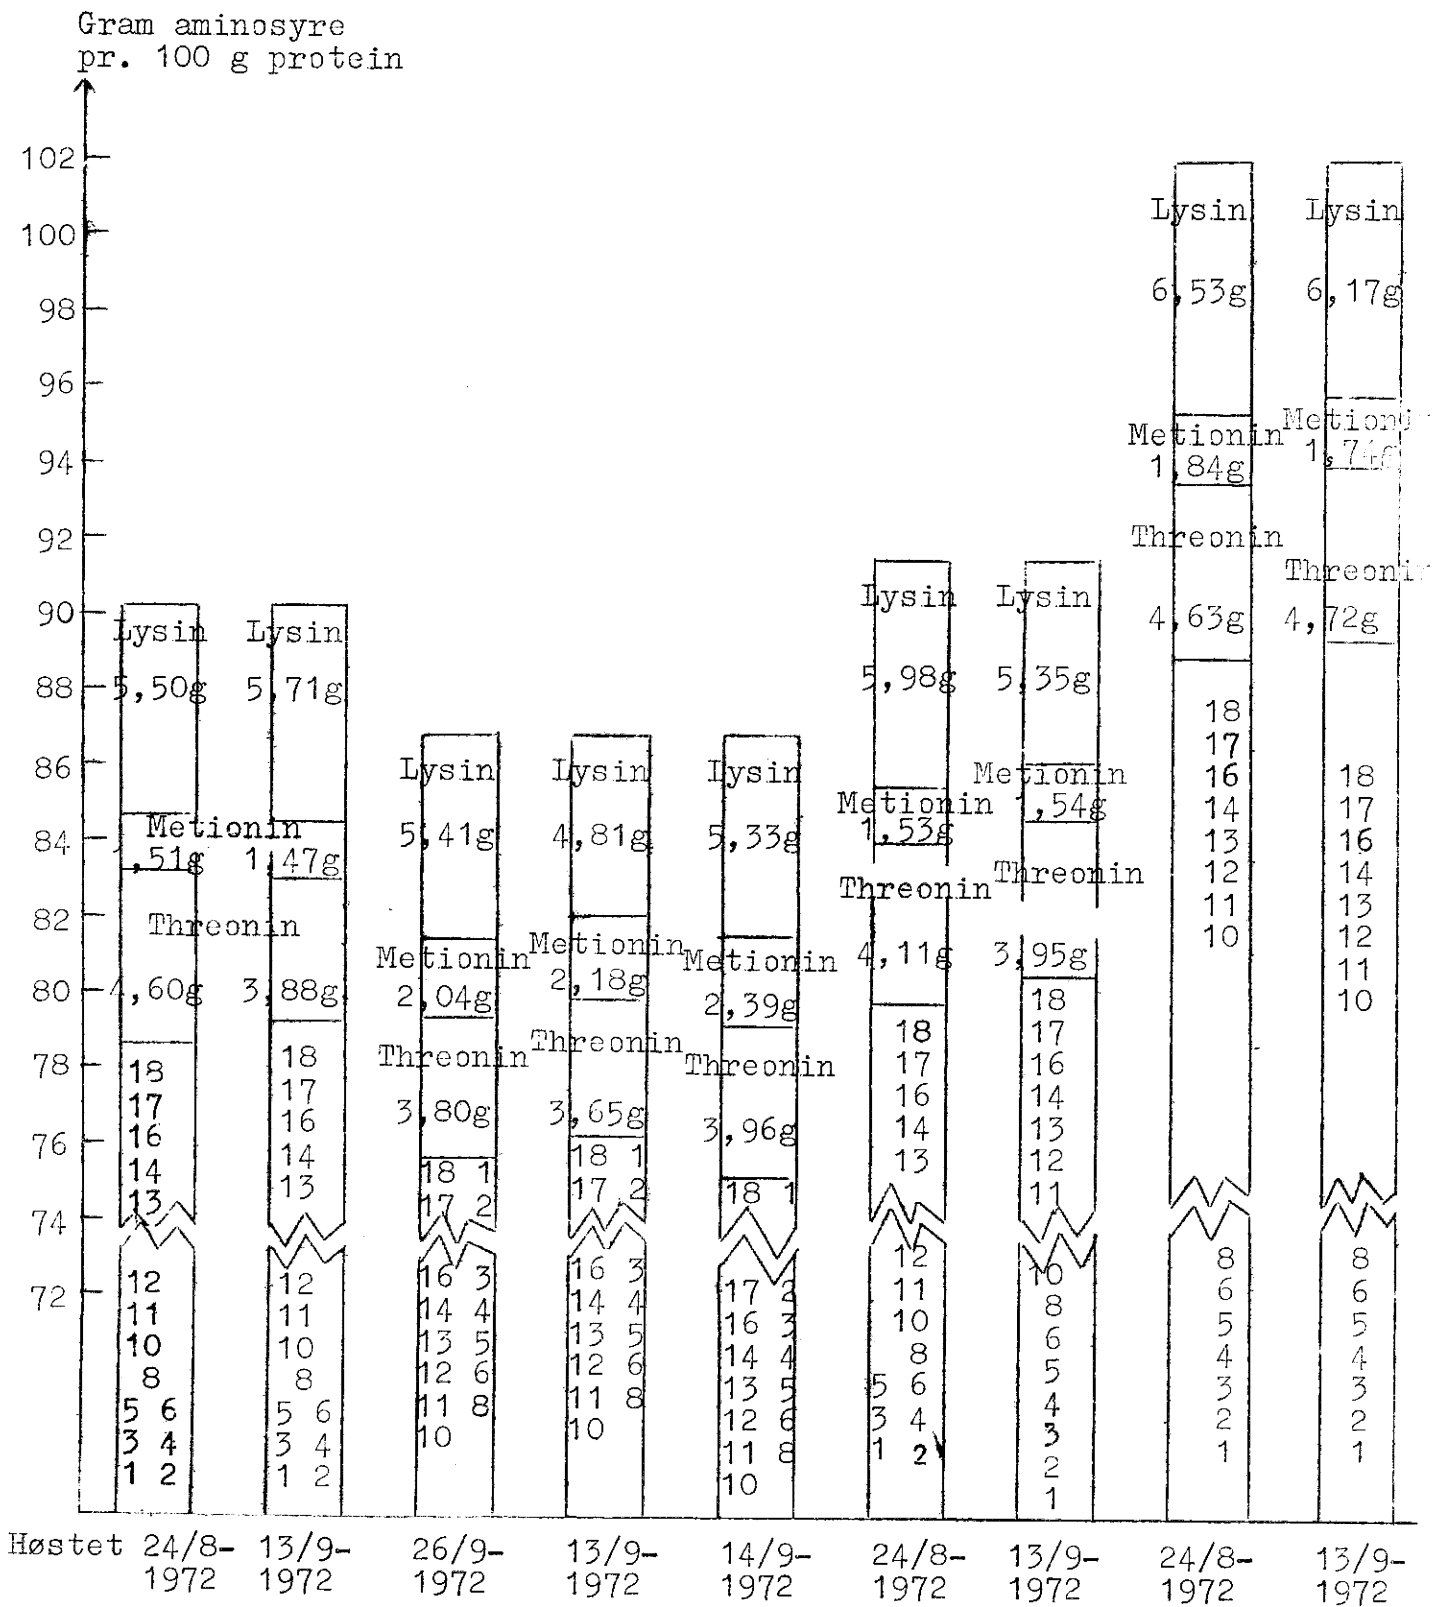 Gram aminosyre
pr. 100 g protein
102
100
98
96
94
92
90
88
86
84
82
80
78
76
74
72
Lysin
5,50g
Metionin
,51g
Threonin
4,60g
18
17
16
14
13
12
11
10
8
5 6
3 4
1 2
Lysin
5,71g
1,47g
3,88g
18
17
16
14
13
12
11
10
8
5 6
3 4
1 2
Lysin
5,41g
Metionin
2,04g
Threonin
3,80g
18 1
17 2
16 3
14 4
13 5
12 6
11 8
10
Lysin
4,81g
Metionin
2,18g
Threonin
3,65g
18 1
17 2
16 3
14 4
13 5
12 6
11 8
10
Lysin
5,33g
Metionin
2,39g
Threonin
3,96g
18 1
17 2
16 3
14 4
13 5
12 6
11 8
10
Lysin
5,98g
Metionin
1,53g
Threonin
4,11g
18
17
16
14
13
12
11
10
8
5 6
3 4
1 2
Lysin
5,35g
Metionin
1,54g
Threonin
3,95g
18
17
16
14
13
12
11
10
8
6
5
4
3
2
1
Lysin
6,53g
Metionin
1,84g
Threonin
4,63g
18
17
16
14
13
12
11
10
8
6
5
4
3
2
1
Lysin
6,17g
Metionin
1,74g
Threonin
4,72g
18
17
16
14
13
12
11
10
8
6
5
4
3
2
1
Høstet 24/8- 13/9- 26/9- 13/9- 14/9- 24/8- 13/9- 24/8- 13/9-
1972 1972 1972 1972 1972 1972 1972 1972 1972